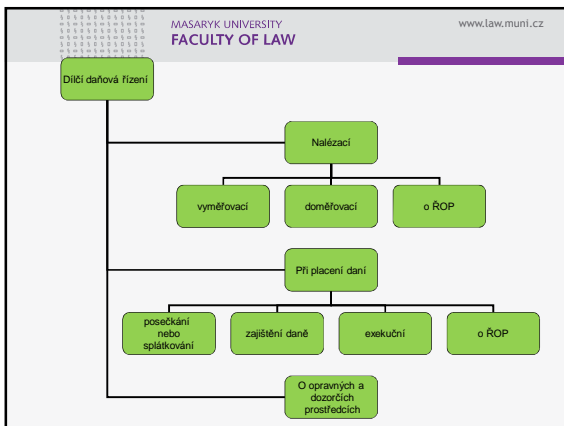 MASARYK UNIVERSITY
FACULTY OF LAW
www.law.muni.cz
Dílčí daňová řízení
Nalézací
vyměřovací
doměřovací
o ŘOP
Při placení daní
posečkání
nebo
splátkování
zajištění daně
exekuční
o ŘOP
O opravných a
dozorčích
prostředcích